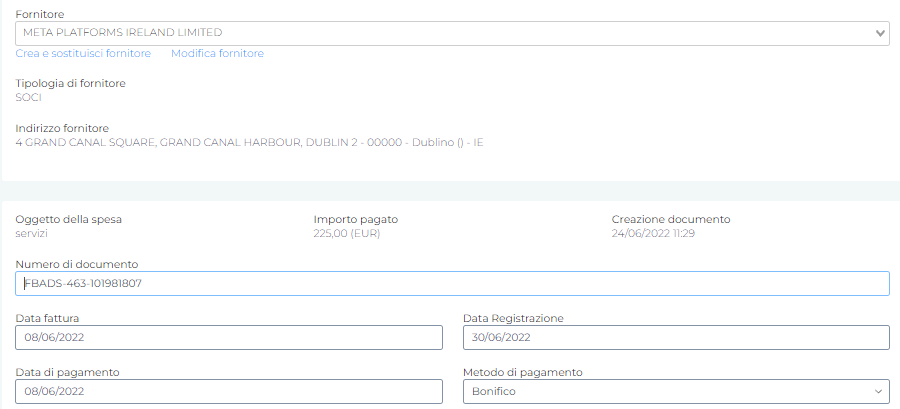 Fornitore
META PLATFORMS IRELAND LIMITED
Crea e sostituisci fornitore Modifica fornitore
Tipologia di fornitore
SOCI
Indirizzo fornitore
4 GRAND CANAL SQUARE, GRAND CANAL HARBOUR, DUBLIN 2 - 00000 - Dublino () - IE
Oggetto della spesa Importo pagato Creazione documento
servizi 225,00 (EUR) 24/06/2022 11:29
Numero di documento
FBADS-463-101981807
Data fattura Data Registrazione
08/06/2022 30/06/2022
Data di pagamento Metodo di pagamento
08/06/2022 Bonifico